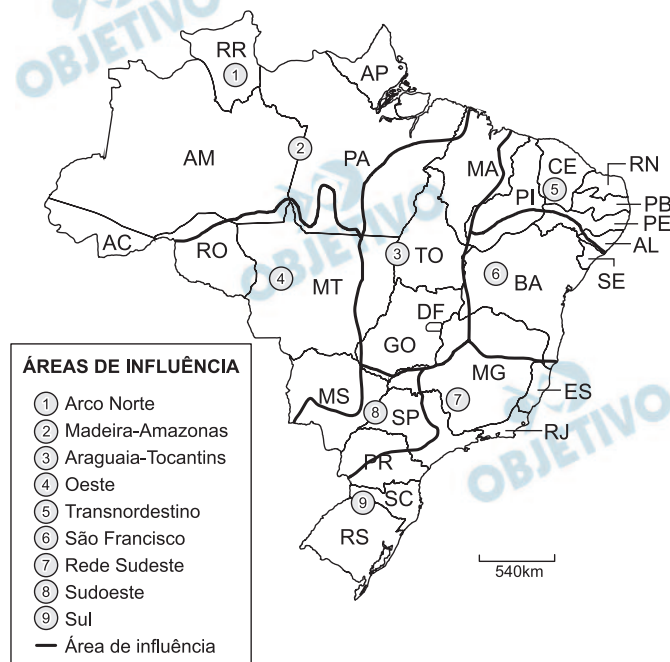 OBJETIVO
RR
1
AP
2
AM
PA
MA
CE
RN
5
PI
PB
PE
AC
RO
AL
3
TO
SE
4
MT
6
BA
DF
GO
MG
ES
MS
7
8
SP
RJ
PR
SC
9
RS
OBJETIVO
OBJETIVO
540km
ÁREAS DE INFLUÊNCIA
1 Arco Norte
2 Madeira-Amazonas
3 Araguaia-Tocantins
4 Oeste
5 Transnordestino
6 São Francisco
7 Rede Sudeste
8 Sudoeste
9 Sul
Área de influência